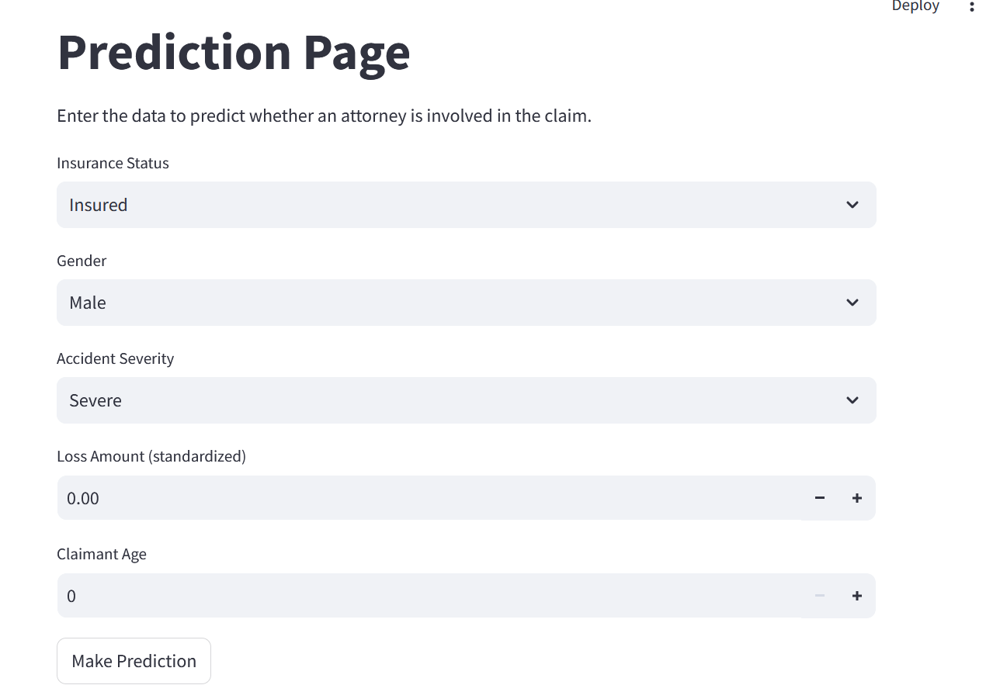 Deploy
Prediction Page
Enter the data to predict whether an attorney is involved in the claim.
Insurance Status
Insured
Gender
Male
Accident Severity
Severe
Loss Amount (standardized)
0.00
Claimant Age
0
Make Prediction